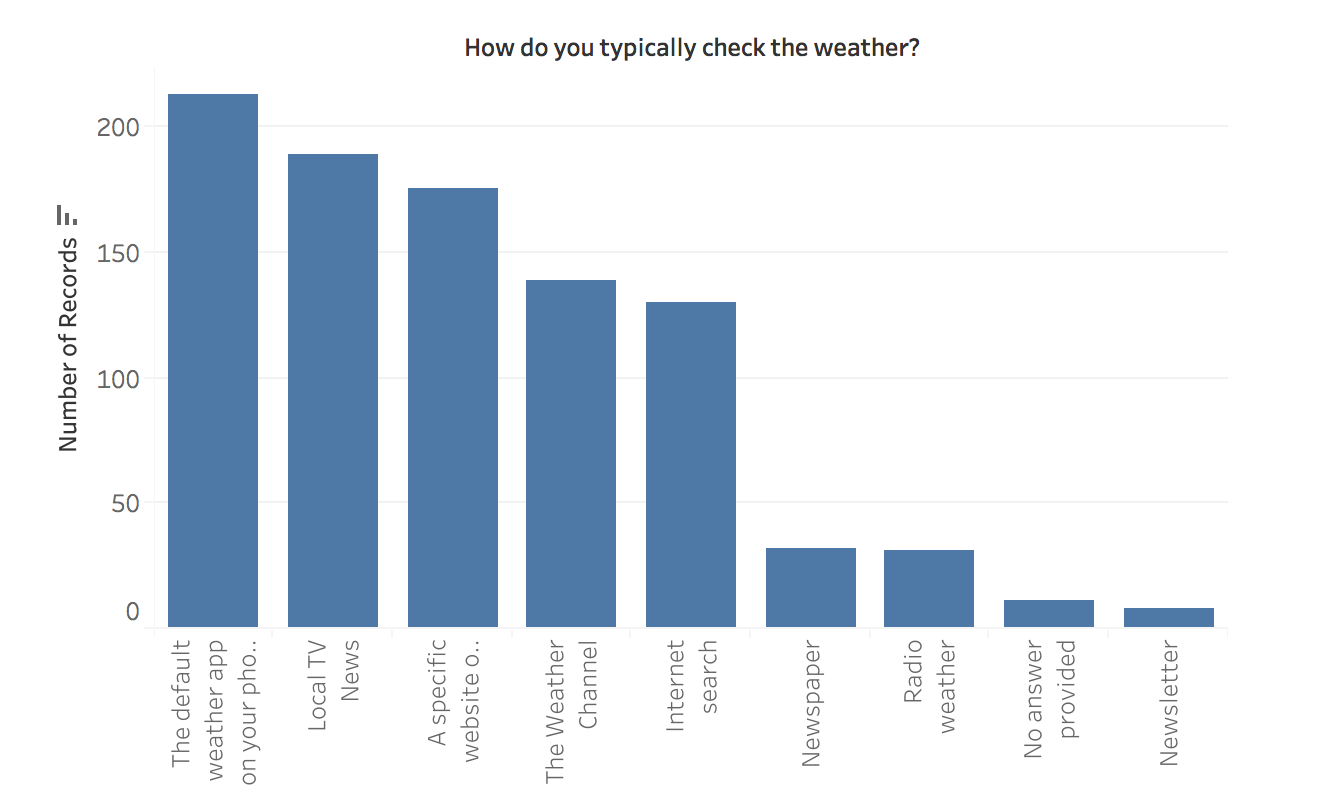 How do you typically check the weather?
Number of Records
200
150
100
50
0
The default
weather app
on your pho..
Local TV
News
A specific
website o..
The Weather
Channel
Internet
search
Newspaper
Radio
weather
No answer
provided
Newsletter